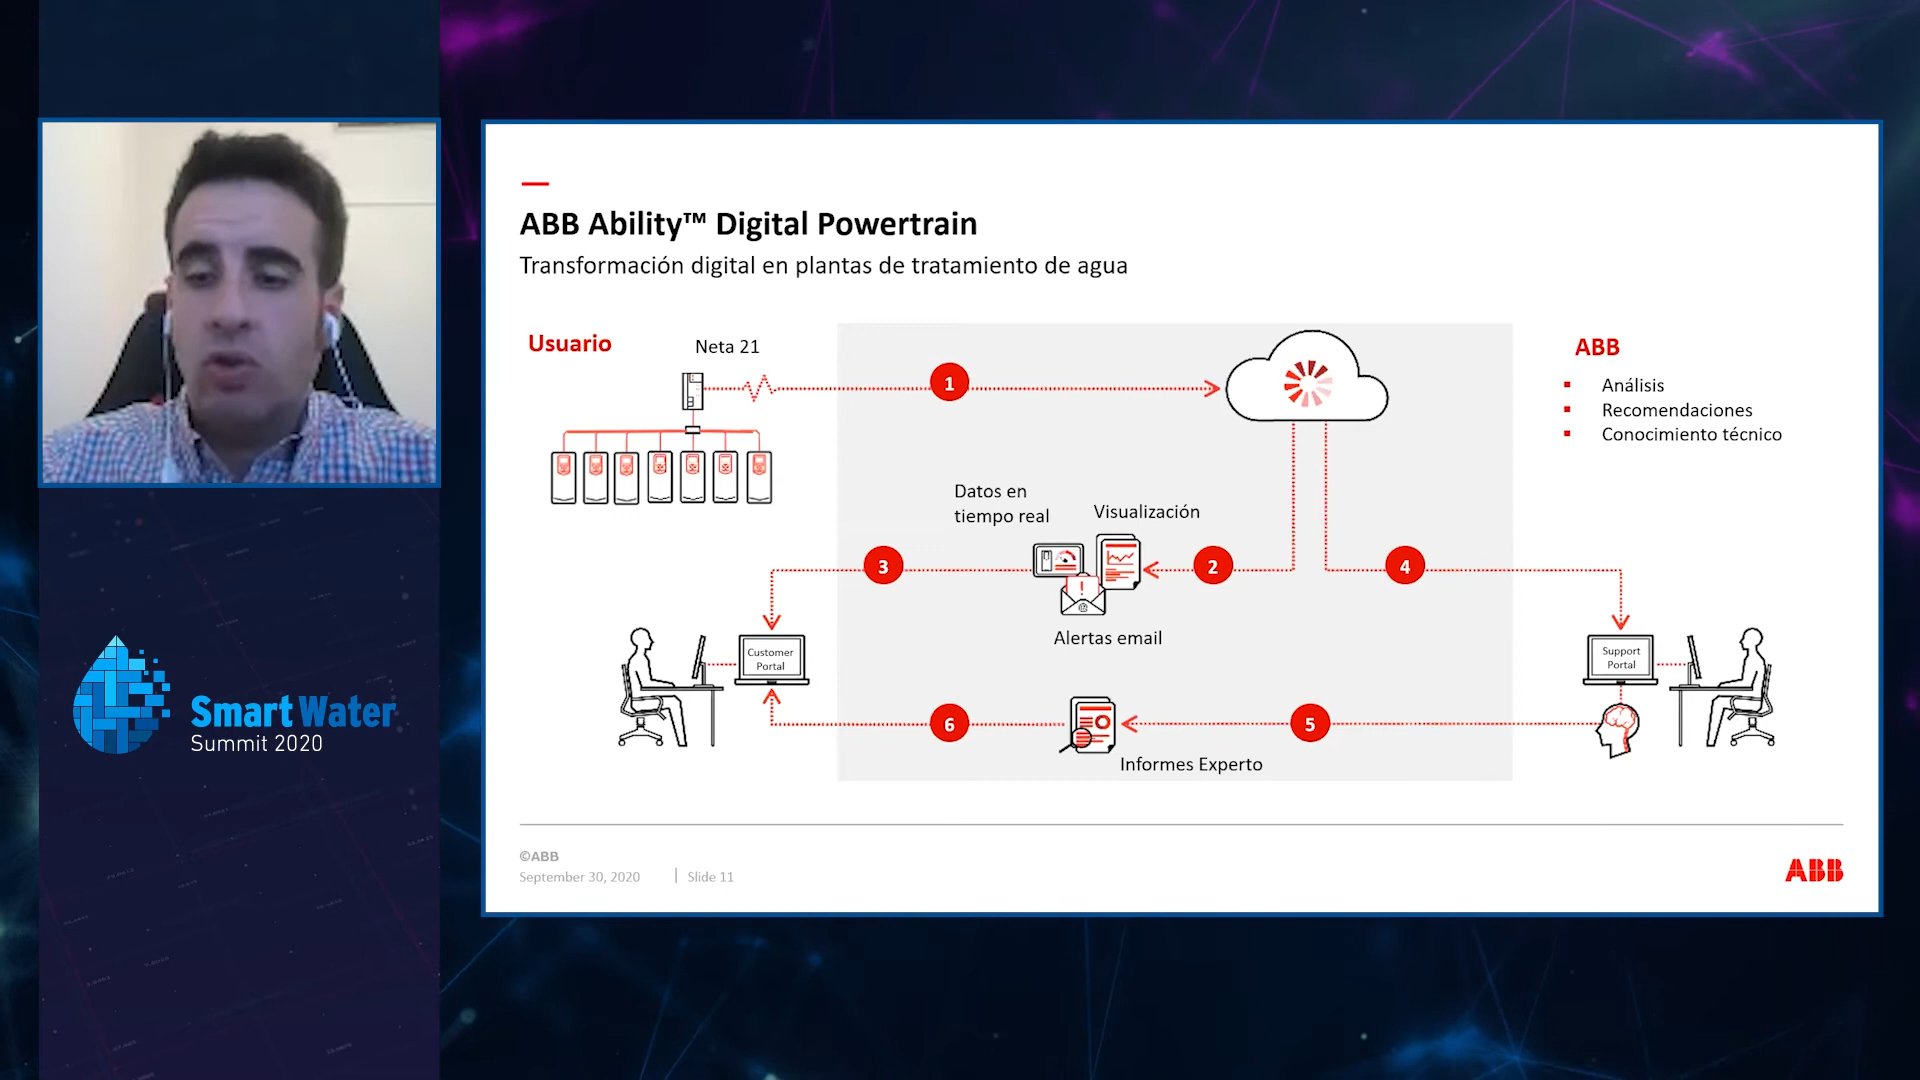 ABB Ability™ Digital Powertrain
Transformación digital en plantas de tratamiento de agua
Usuario
Neta 21
1
ABB
Análisis
Recomendaciones
Conocimiento técnico
Datos en
tiempo real
Visualización
3
2
4
Alertas email
Customer
Portal
Support
Portal
6
5
Informes Experto
©ABB
September 30, 2020
Slide 11
ABB
Smart Water
Summit 2020